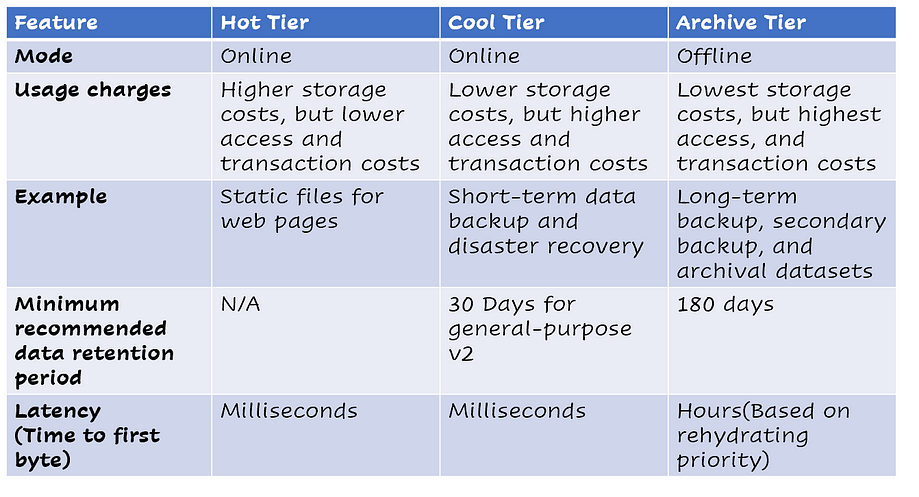 Feature Hot Tier Cool Tier Archive Tier
Mode Online Online Offline
Usage charges Higher storage Lower storage Lowest storage
costs, but lower costs, but higher costs, but highest
access and access and access, and
transaction costs transaction costs transaction costs
Example Static files for Short-term data Long-term
web pages backup and backup, secondary
disaster recovery backup, and
archival datasets
Minimum N/A 30 Days for 180 days
recommended general-purpose
data retention v2
period
Latency Milliseconds Milliseconds Hours(Based on
(Time to first rehydrating
byte) priority)